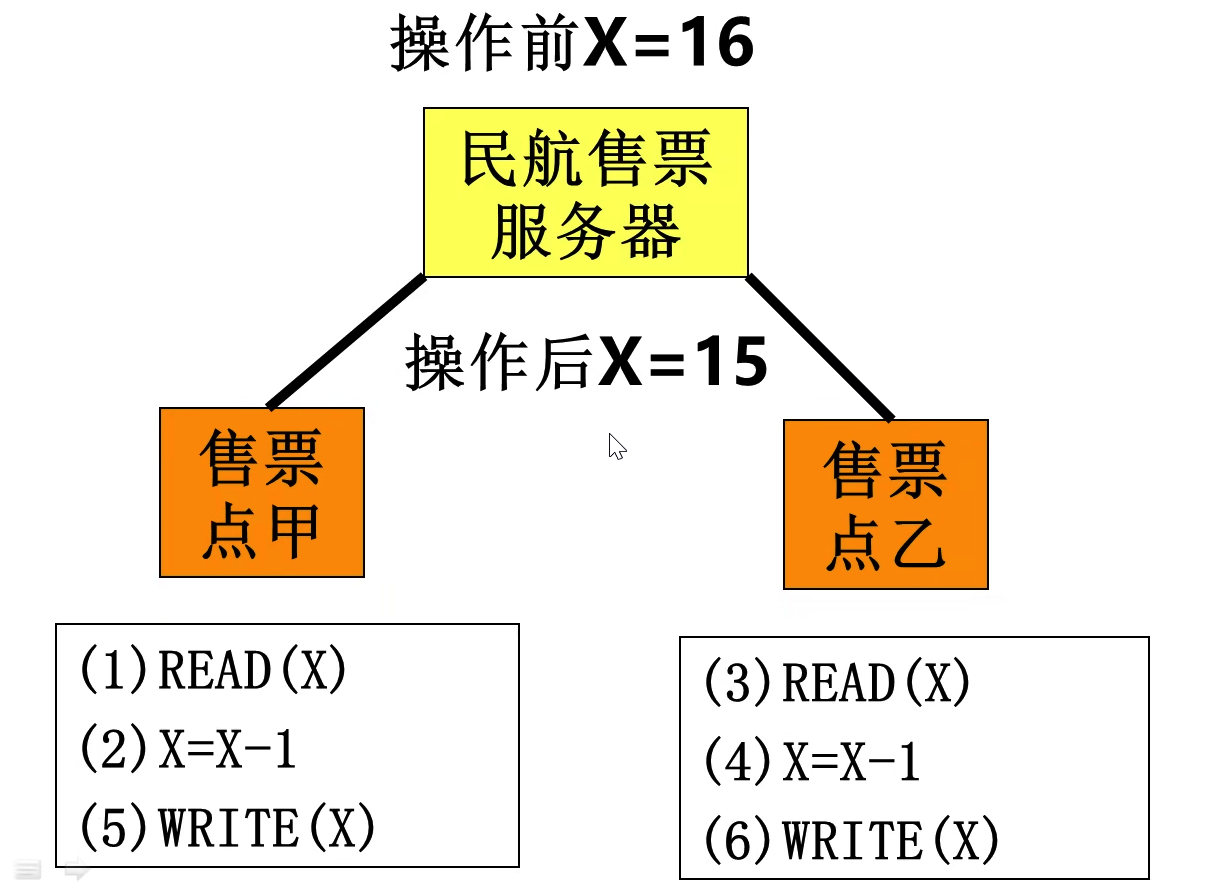 操作前X=16
民航售票
服务器
操作后X=15
售票
点甲
售票
点乙
(1)READ(X)
(2)X=X-1
(5)WRITE(X)
(3)READ(X)
(4)X=X-1
(6)WRITE(X)